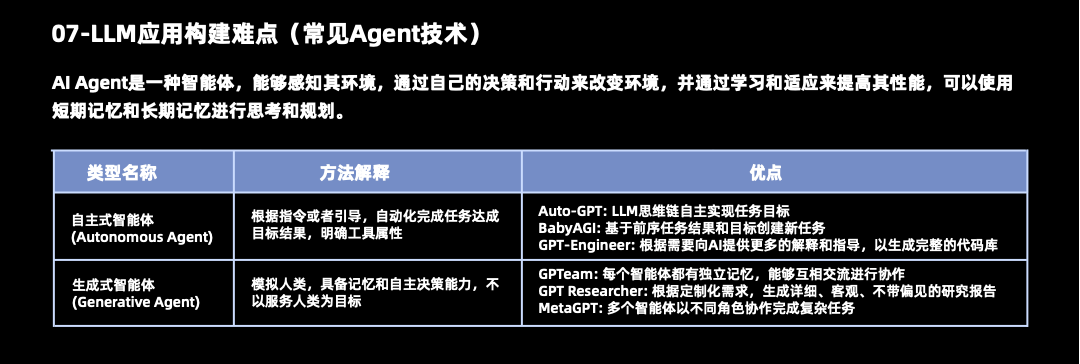 07-LLM应用构建难点（常见Agent技术）
AI Agent是一种智能体，能够感知其环境，通过自己的决策和行动来改变环境，并通过学习和适应来提高其性能，可以使用
短期记忆和长期记忆进行思考和规划。
类型名称
方法解释
优点
自主式智能体
(Autonomous Agent)
根据指令或者引导，自动化完成任务达成
目标结果，明确工具属性
Auto-GPT: LLM思维链自主实现任务目标
BabyAGI: 基于前序任务结果和目标创建新任务
GPT-Engineer: 根据需要向AI提供更多的解释和指导，以生成完整的代码库
生成式智能体
(Generative Agent)
模拟人类，具备记忆和自主决策能力，不
以服务人类为目标
GPTeam: 每个智能体都有独立记忆，能够互相交流进行协作
GPT Researcher: 根据定制化需求，生成详细、客观、不带偏见的研究报告
MetaGPT: 多个智能体以不同角色协作完成复杂任务